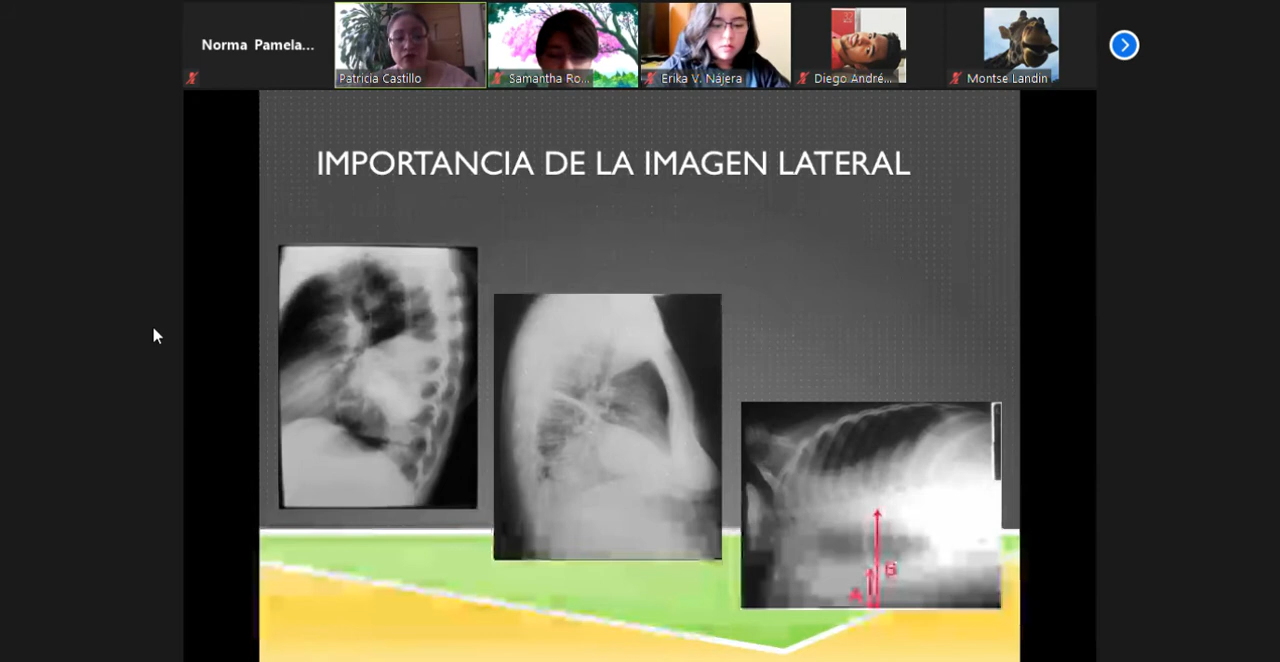 Norma Pamela...
Patricia Castillo
Samantha Ro...
Erika V. Nájera
Diego André...
Montse Landin
IMPORTANCIA DE LA IMAGEN LATERAL
A
B